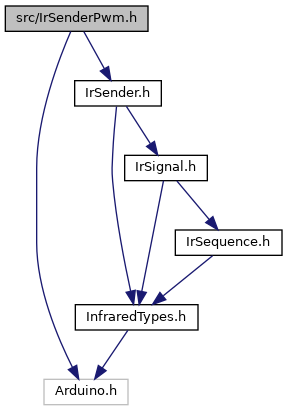 src/IrSenderPwm.h
IrSender.h
IrSignal.h
IrSequence.h
InfraredTypes.h
Arduino.h